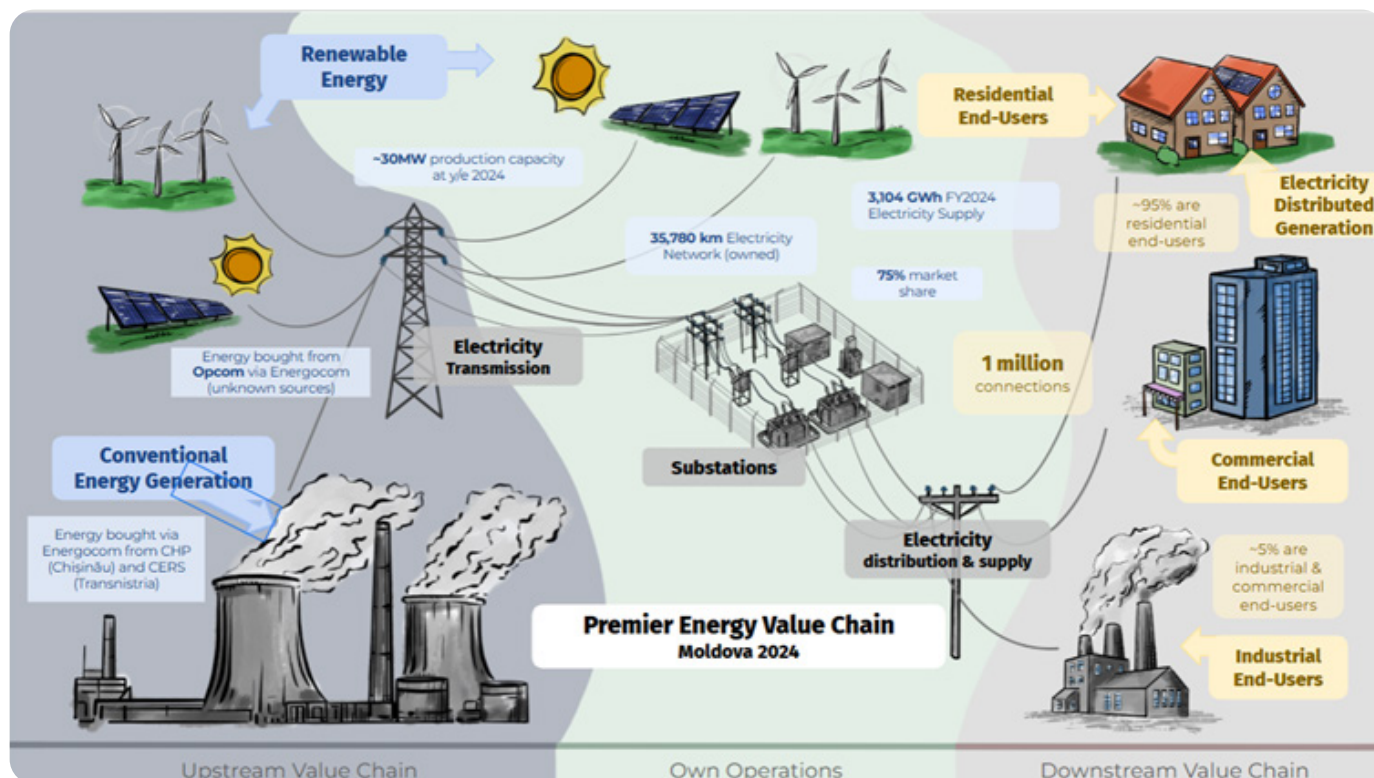 Renewable
Energy
~30MW production capacity
at y/e 2024
Residential
End-Users
3,104 GWh FY2024
Electricity Supply
~95% are
residential
end-users
Electricity
Distributed
Generation
35,780 km Electricity
Network (owned)
75% market
share
Energy bought from
Opcom via Energocom
(unknown sources)
Electricity
Transmission
1 million
connections
Conventional
Energy Generation
Substations
Commercial
End-Users
Energy bought via
Energocom from CHP
(Chișinău) and CERS
(Transnistria)
Electricity
distribution & supply
~5% are
industrial &
commercial
end-users
Premier Energy Value Chain
Moldova 2024
Industrial
End-Users
Upstream Value Chain
Own Operations
Downstream Value Chain